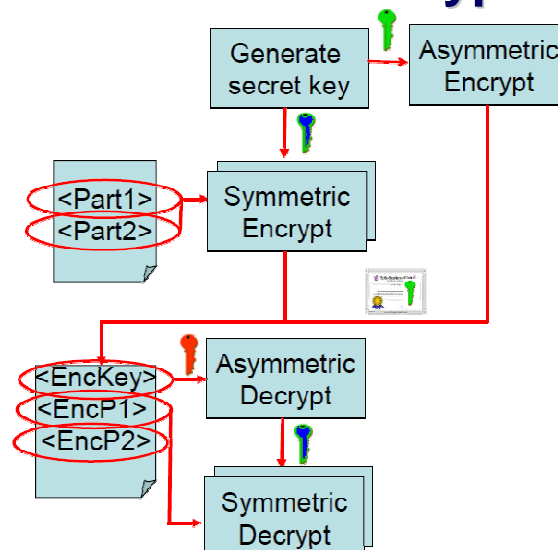 Generate
secret key
Asymmetric
Encrypt
<Part1>
<Part2>
Symmetric
Encrypt
<EncKey>
<EncP1>
<EncP2>
Asymmetric
Decrypt
Symmetric
Decrypt